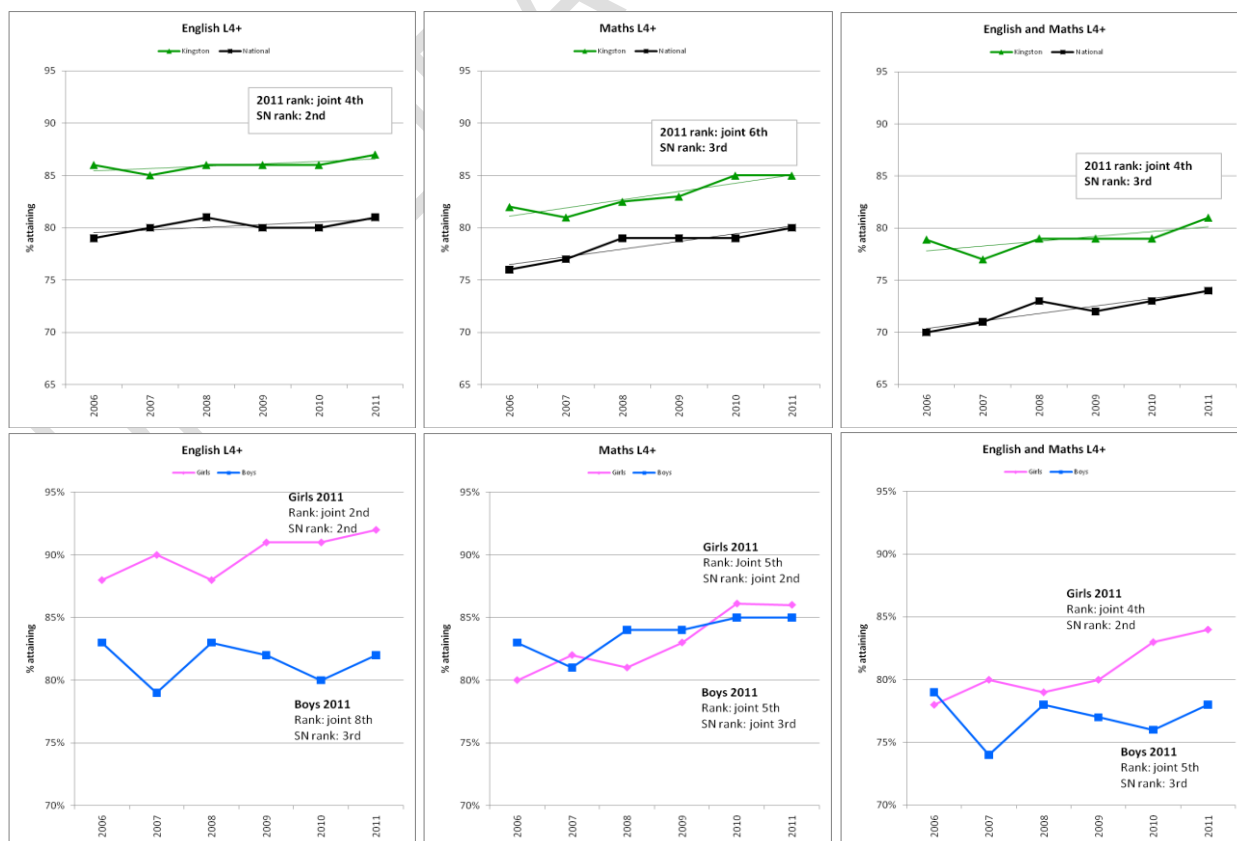 English L4+
Kingston National
95
90
85
80
75
70
65
% attaining
2011 rank: joint 4th
SN rank: 2nd
2006
2007
2008
2009
2010
2011
Maths L4+
Kingston National
95
90
85
80
75
70
65
% attaining
2011 rank: joint 6th
SN rank: 3rd
2006
2007
2008
2009
2010
2011
English and Maths L4+
Kingston National
95
90
85
80
75
70
65
% attaining
2011 rank: joint 4th
SN rank: 3rd
2006
2007
2008
2009
2010
2011
English L4+
Girls Boys
95%
90%
85%
80%
75%
70%
% attaining
Girls 2011
Rank: joint 2nd
SN rank: 2nd
Boys 2011
Rank: joint 8th
SN rank: 3rd
2006
2007
2008
2009
2010
2011
Maths L4+
Girls Boys
95%
90%
85%
80%
75%
70%
% attaining
Girls 2011
Rank: Joint 5th
SN rank: joint 2nd
Boys 2011
Rank: joint 5th
SN rank: joint 3rd
2006
2007
2008
2009
2010
2011
English and Maths L4+
Girls Boys
95%
90%
85%
80%
75%
70%
% attaining
Girls 2011
Rank: joint 4th
SN rank: 2nd
Boys 2011
Rank: joint 5th
SN rank: 3rd
2006
2007
2008
2009
2010
2011